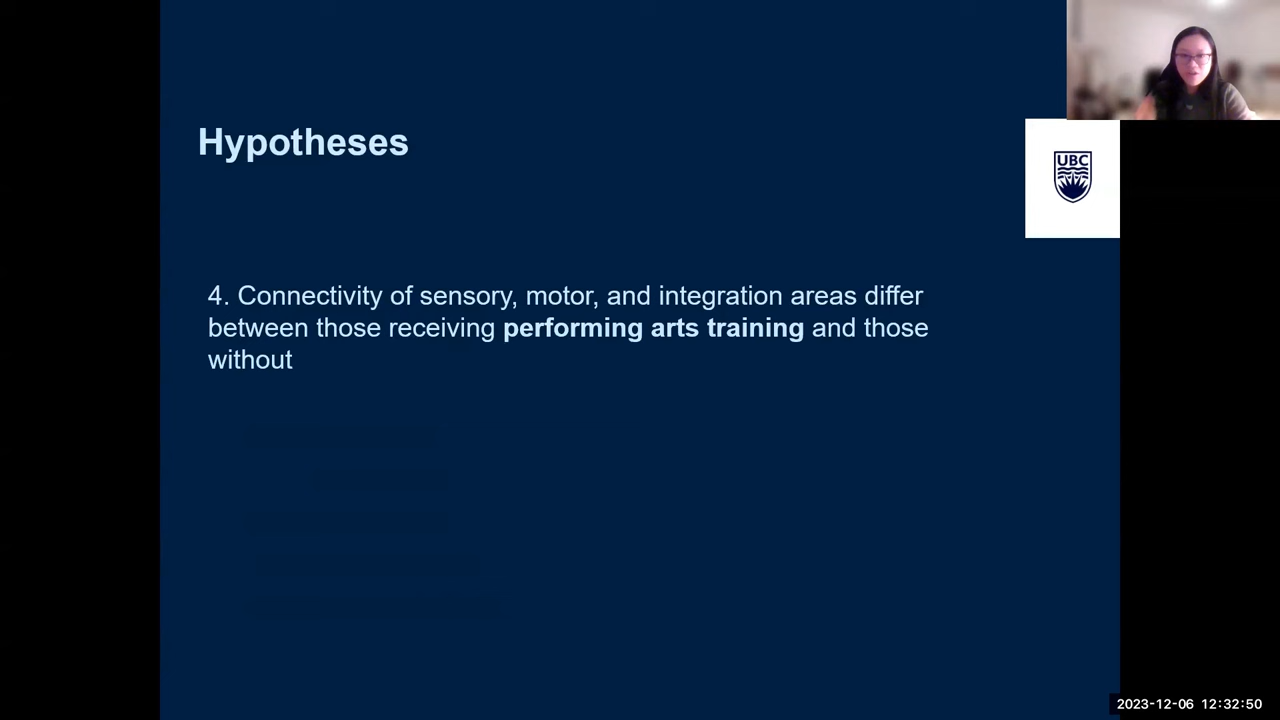 Hypotheses
UBC
4. Connectivity of sensory, motor, and integration areas differ
between those receiving performing arts training and those
without
2023-12-06 12:32:50